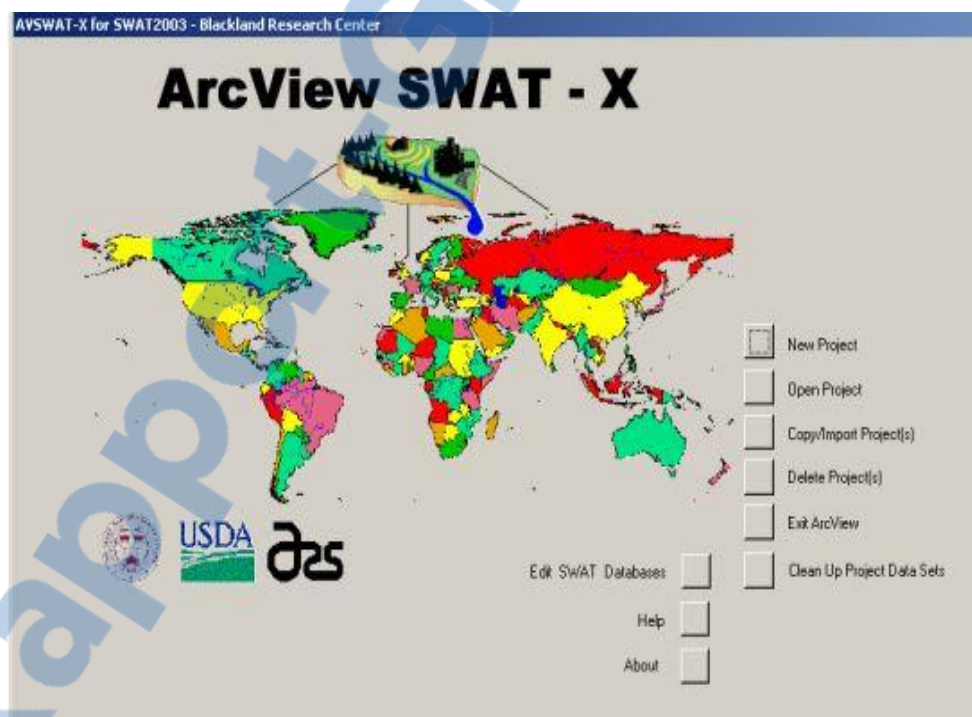 AVSWAT-X for SWAT2003 - Blackland Research Center
ArcView SWAT - X
New Project
Open Project
Copy/Import Project(s)
Delete Project(s)
Exit ArcView
USDA
ars
Edit SWAT Databases
Clean Up Project Data Sets
Help
About